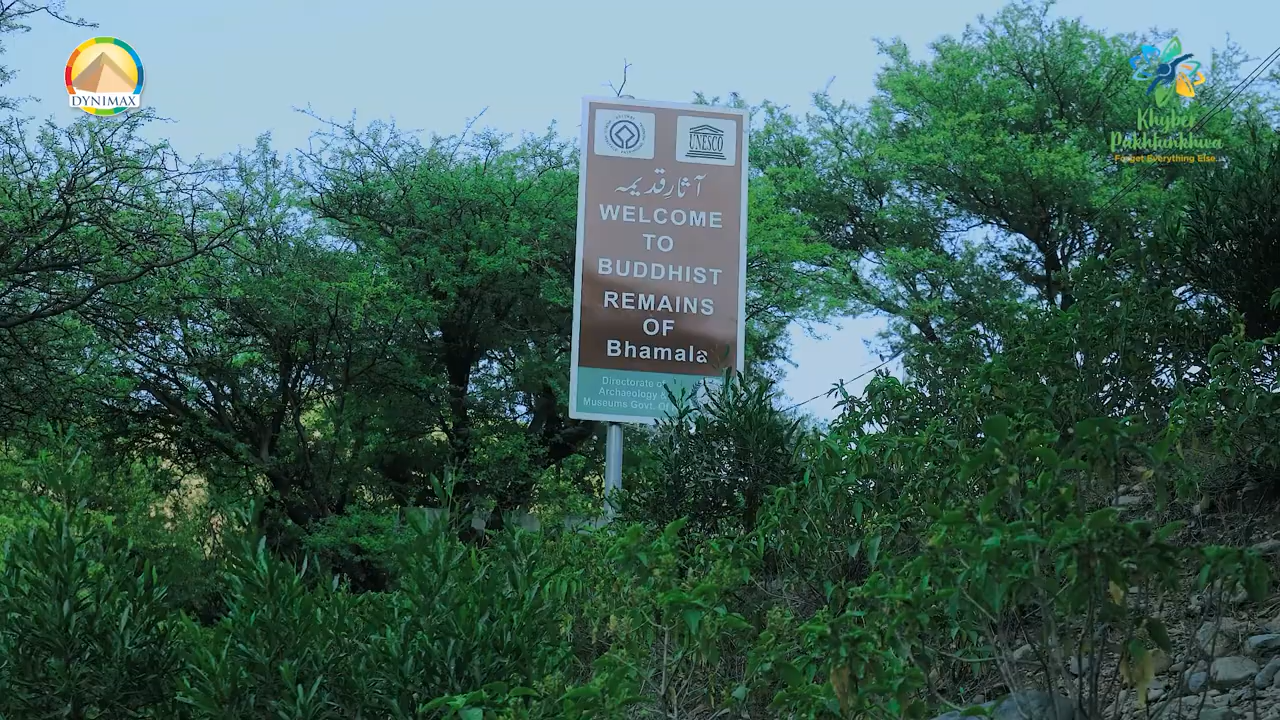 DYNIMAX
Khyber
Pakhtunkhwa
Forget Everything Else...
UNESCO
آثار قدیمہ
WELCOME
TO
BUDDHIST
REMAINS
OF
Bhamala
Directorate of
Archaeology &
Museums Govt. Of